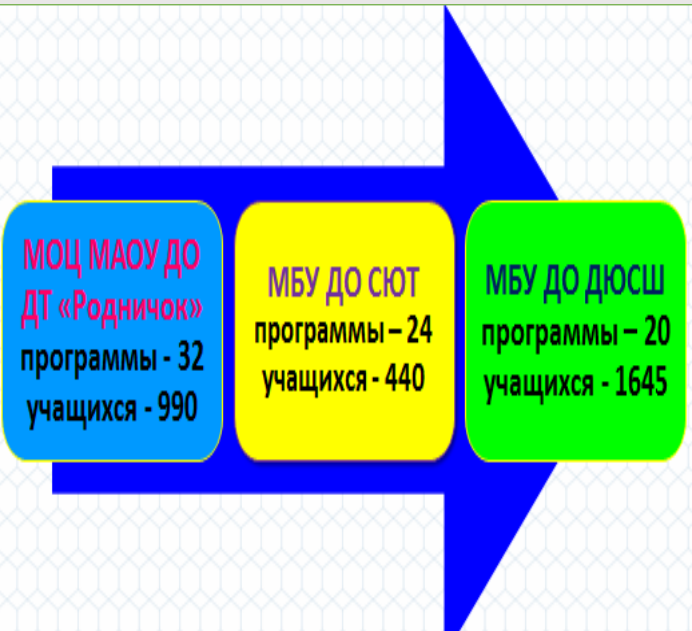 МОЦ МАОУ ДО
ДТ «Родничок»
программы - 32
учащихся - 990
МБУ ДО СЮТ
программы – 24
учащихся - 440
МБУ ДО ДЮСШ
программы – 20
учащихся - 1645